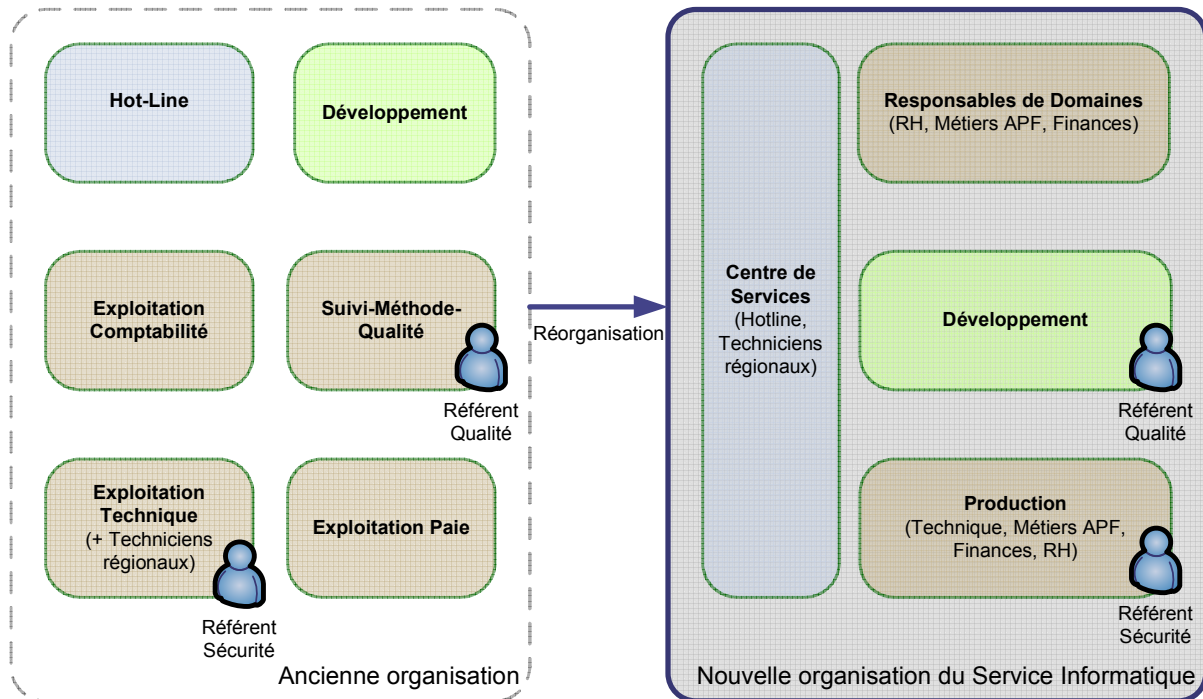 Hot-Line
Développement
Exploitation
Comptabilité
Suivi-Méthode-
Qualité
Référent
Qualité
Exploitation
Technique
(+ Techniciens
régionaux)
Référent
Sécurité
Exploitation Paie
Ancienne organisation
Réorganisation
Centre de
Services
(Hotline,
Techniciens
régionaux)
Responsables de Domaines
(RH, Métiers APF, Finances)
Développement
Référent
Qualité
Production
(Technique, Métiers APF,
Finances, RH)
Référent
Sécurité
Nouvelle organisation du Service Informatique